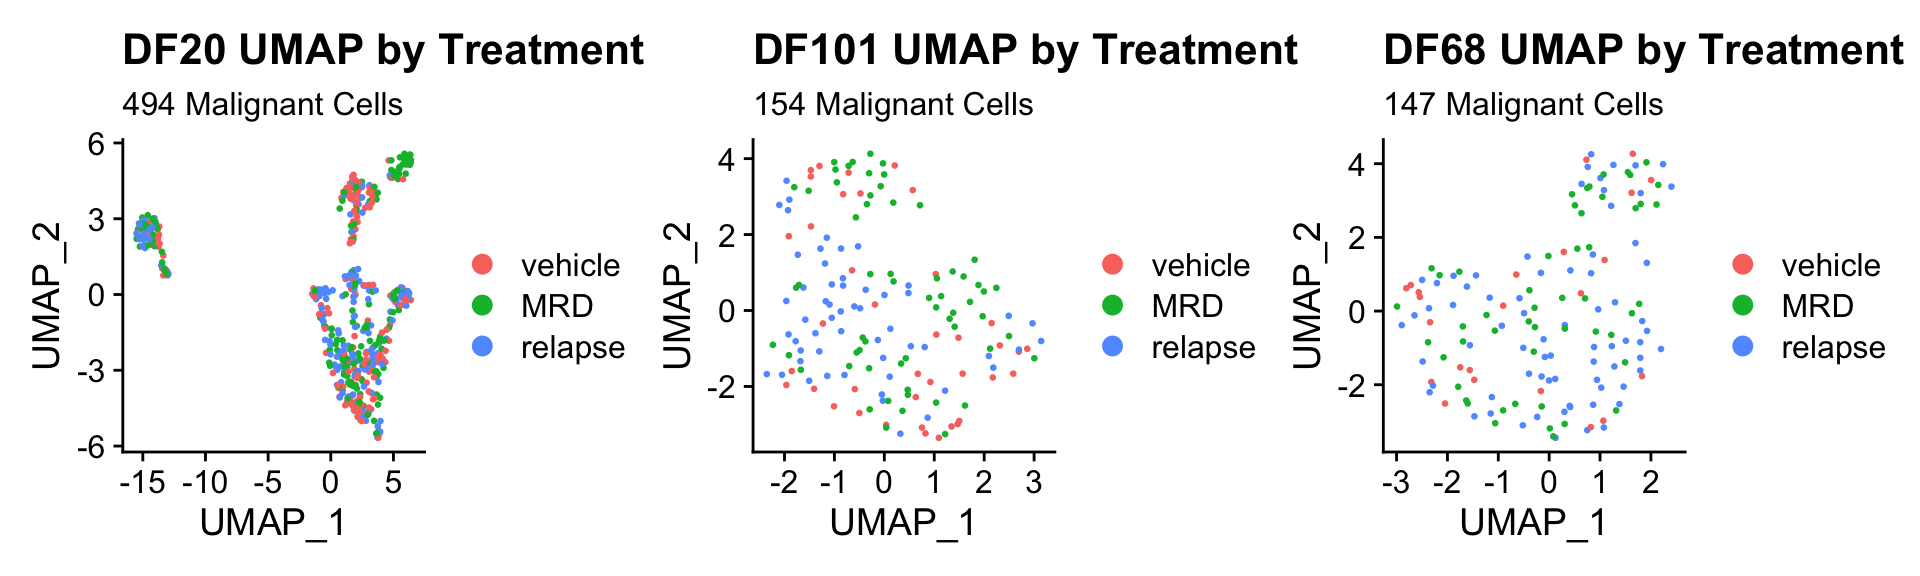 DF20 UMAP by Treatment
494 Malignant Cells
6
3
0
-3
-6
UMAP_2
-15 -10 -5 0 5
UMAP_1
vehicle
MRD
relapse
DF101 UMAP by Treatment
154 Malignant Cells
4
2
0
-2
UMAP_2
-2 -1 0 1 2 3
UMAP_1
vehicle
MRD
relapse
DF68 UMAP by Treatment
147 Malignant Cells
4
2
0
-2
UMAP_2
-3 -2 -1 0 1 2
UMAP_1
vehicle
MRD
relapse